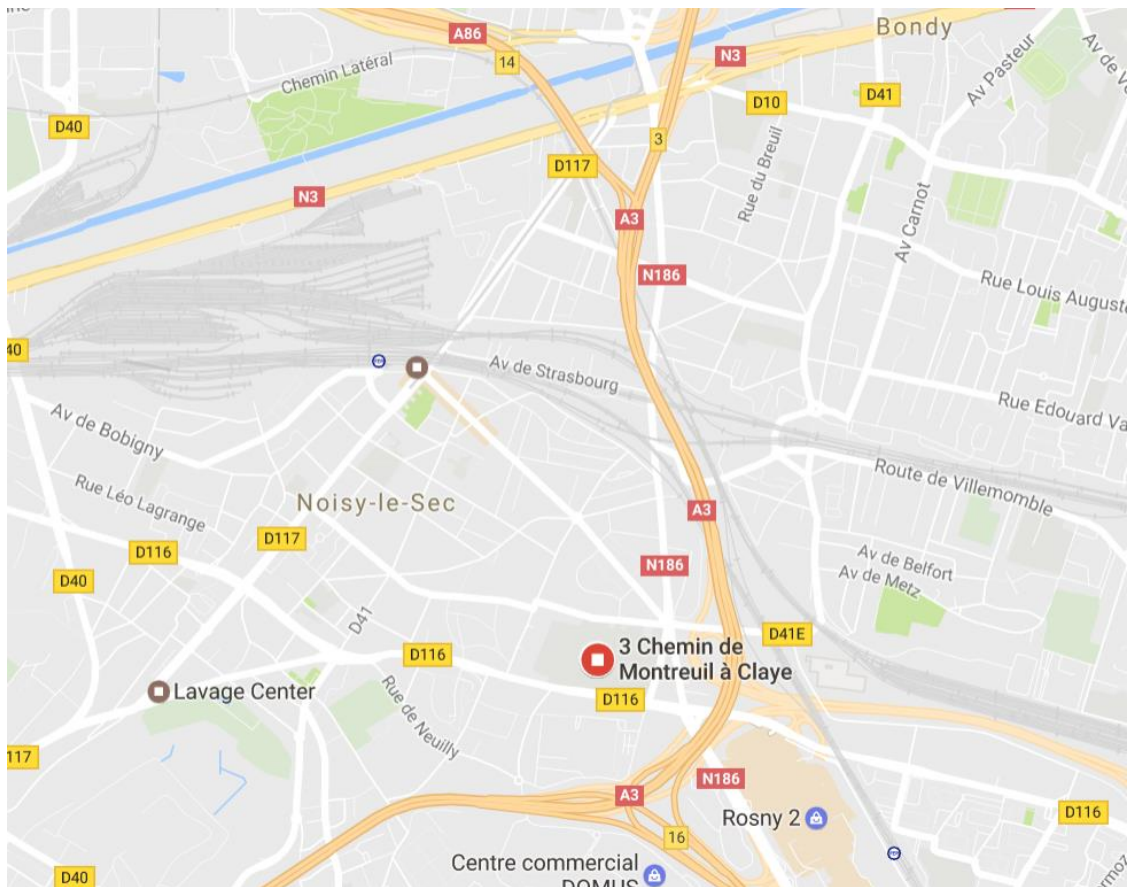 A86
Bondy
N3
14
Chemin Latéral
Av Pasteur
D40
D10
D41
3
D117
Rue du Breuil
N3
A3
Av Carnot
N186
Rue Louis Auguste
40
Av de Strasbourg
Rue Edouard Va
Av de Bobigny
Route de Villemomble
Rue Léo Lagrange
Noisy-le-Sec
A3
D117
D116
N186
Av de Belfort
D40
Av de Metz
D41
D41E
3 Chemin de
Montreuil à Claye
D116
Lavage Center
D116
Rue de Neuilly
117
N186
A3
D116
Rosny 2
16
Centre commercial
DOMUS
D40